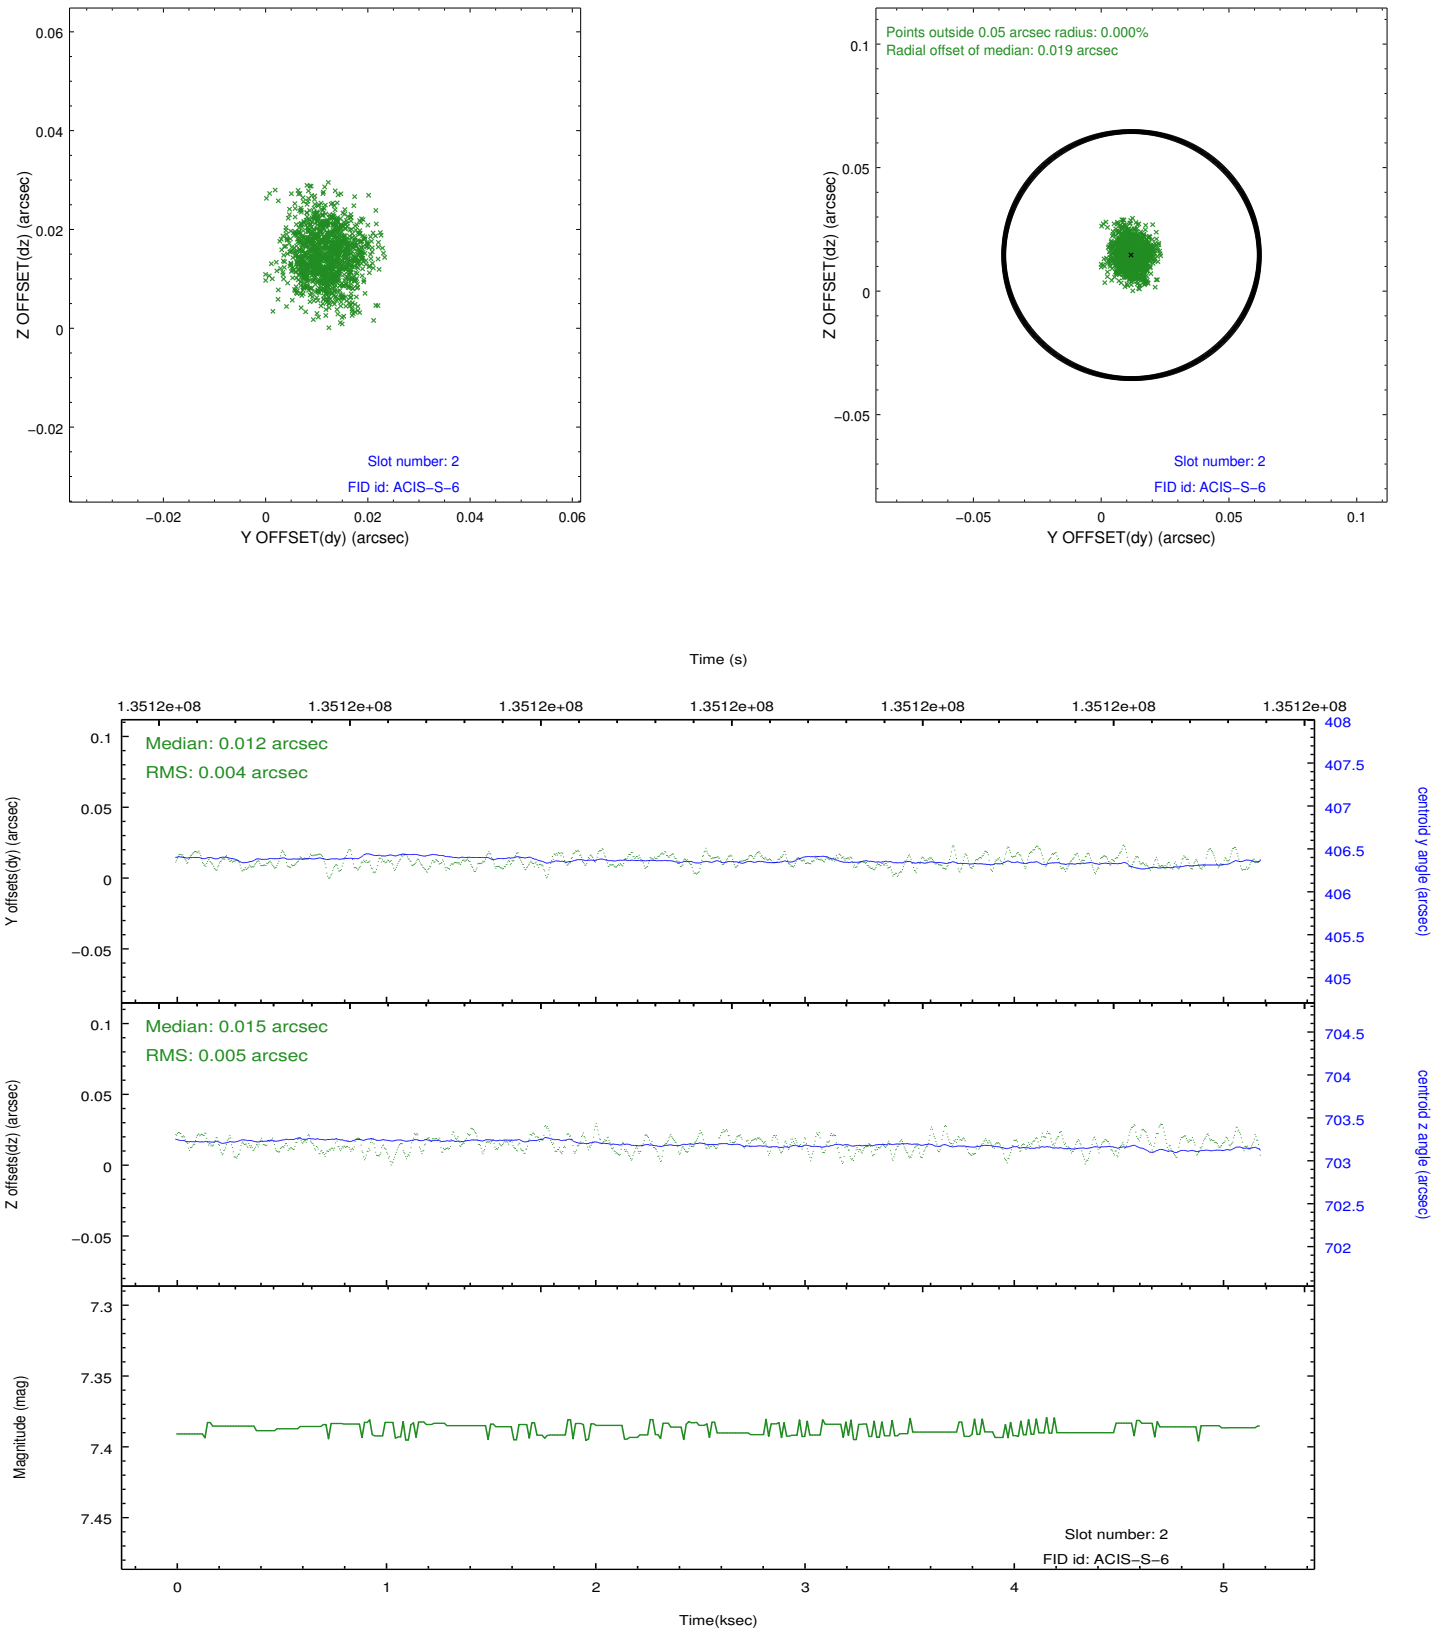 0.06
0.04
0.02
0
−0.02
Z OFFSET(dz) (arcsec)
Slot number: 2
FID id: ACIS−S−6
−0.02 0 0.02 0.04 0.06
Y OFFSET(dy) (arcsec)
Points outside 0.05 arcsec radius: 0.000%
Radial offset of median: 0.019 arcsec
0.1
0.05
0
−0.05
Z OFFSET(dz) (arcsec)
Slot number: 2
FID id: ACIS−S−6
−0.05 0 0.05 0.1
Y OFFSET(dy) (arcsec)
Time (s)
1.3512e+08 1.3512e+08 1.3512e+08 1.3512e+08 1.3512e+08 1.3512e+08 1.3512e+08
Median: 0.012 arcsec
RMS: 0.004 arcsec
0.1
0.05
0
−0.05
Y offsets(dy) (arcsec)
408
407.5
407
406.5
406
405.5
405
centroid y angle (arcsec)
Median: 0.015 arcsec
RMS: 0.005 arcsec
0.1
0.05
0
−0.05
Z offsets(dz) (arcsec)
704.5
704
703.5
703
702.5
702
centroid z angle (arcsec)
7.3
7.35
7.4
7.45
Magnitude (mag)
Slot number: 2
FID id: ACIS−S−6
0 1 2 3 4 5
Time(ksec)